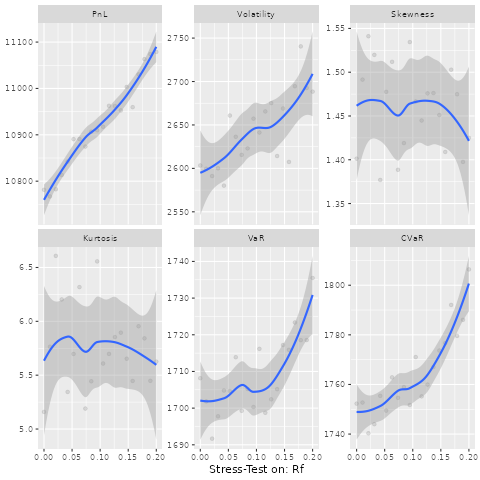 PnL
Volatility
Skewness
11100
11000
10900
10800
2750
2700
2650
2600
2550
1.55
1.50
1.45
1.40
1.35
Kurtosis
VaR
CVaR
6.5
6.0
5.5
5.0
1740
1730
1720
1710
1700
1690
1800
1780
1760
1740
0.00 0.05 0.10 0.15 0.20
0.00 0.05 0.10 0.15 0.20
0.00 0.05 0.10 0.15 0.20
Stress-Test on: Rf